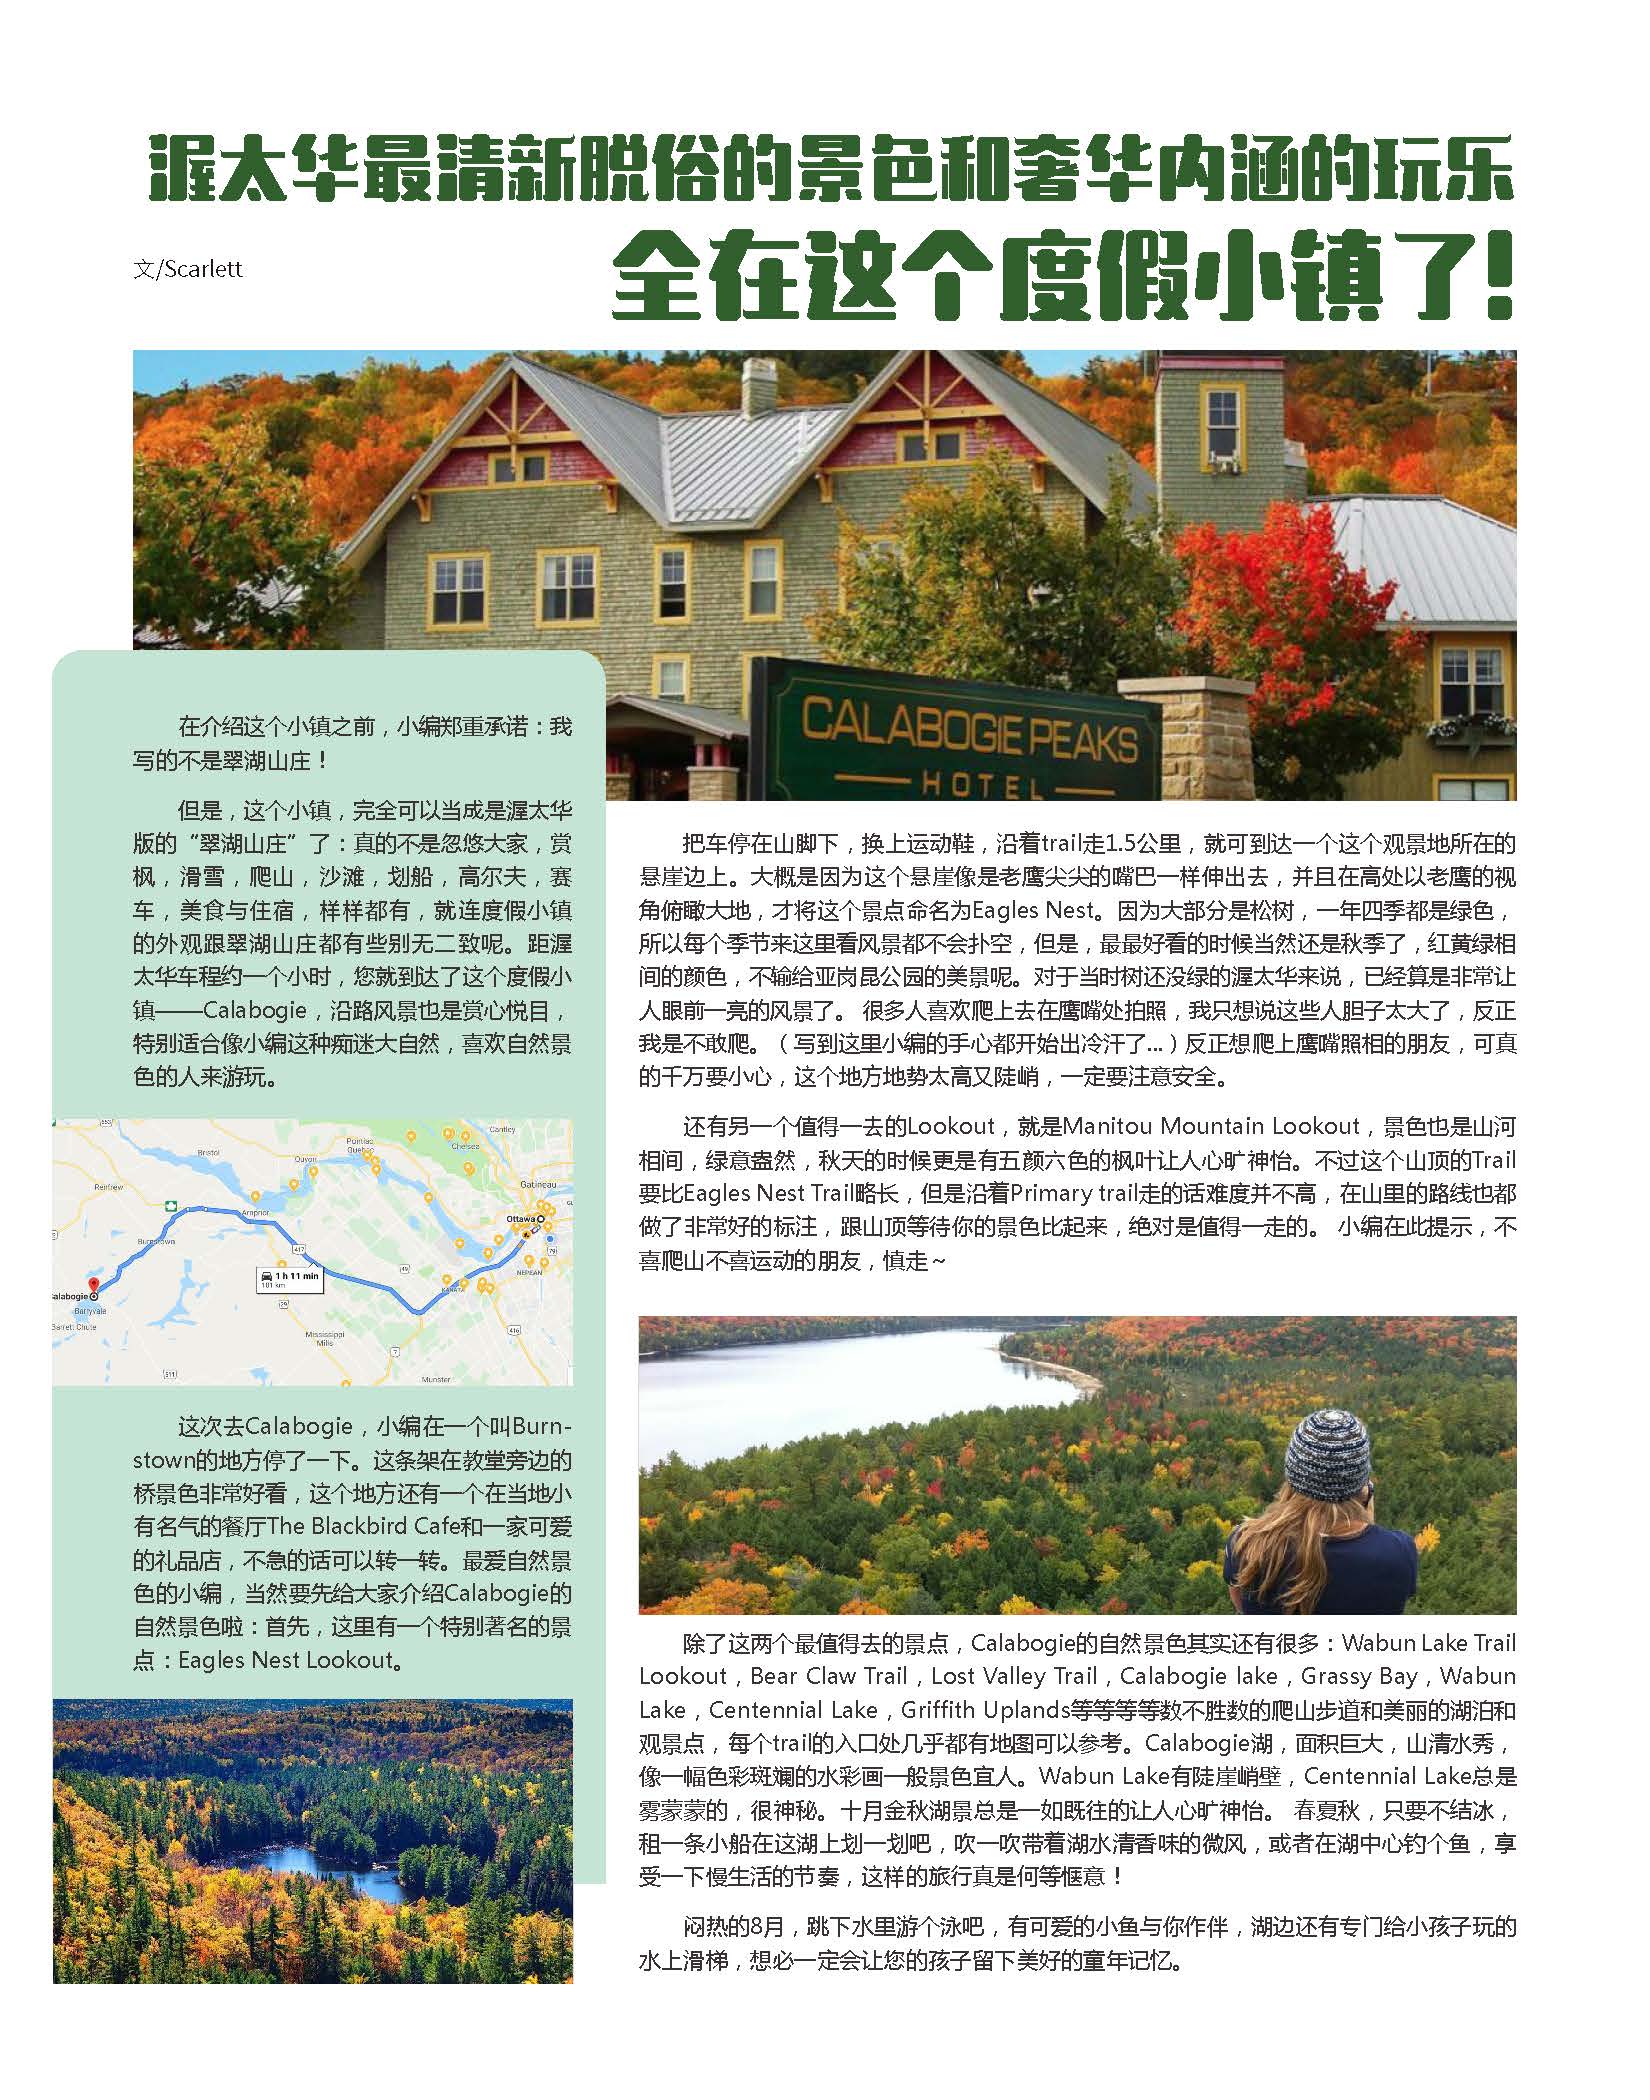 渥太华最清新脱俗的景色和奢华内涵的玩乐
全在这个度假小镇了!
文/Scarlett
CALABOGIE PEAKS
HOTEL
在介绍这个小镇之前，小编郑重承诺：我
写的不是翠湖山庄！
但是，这个小镇，完全可以当成是渥太华
版的“翠湖山庄”了：真的不是忽悠大家，赏
枫，滑雪，爬山，沙滩，划船，高尔夫，赛
车，美食与住宿，样样都有，就连度假小镇
的外观跟翠湖山庄都有些别无二致呢。距渥
太华车程约一个小时，您就到达了这个度假小
镇——Calabogie，沿路风景也是赏心悦目，
特别适合像小编这种痴迷大自然，喜欢自然景
色的人来游玩。
553
Cantley
Bristol
Pontiac
Quebec
Chelsea
Quyon
Renfrew
Gatineau
Arnprior
Ottawa
Burnstown
417
79
49
NEPEAN
1 h 11 min
101 km
KANATA
alabogie
Barryvale
29
Barrett Chute
Mississippi
Mills
416
7
511
Munster
这次去Calabogie，小编在一个叫Burn-
stown的地方停了一下。这条架在教堂旁边的
桥景色非常好看，这个地方还有一个在当地小
有名气的餐厅The Blackbird Cafe和一家可爱
的礼品店，不急的话可以转一转。最爱自然景
色的小编，当然要先给大家介绍Calabogie的
自然景色啦：首先，这里有一个特别著名的景
点：Eagles Nest Lookout。
把车停在山脚下，换上运动鞋，沿着trail走1.5公里，就可到达一个这个观景地所在的
悬崖边上。大概是因为这个悬崖像是老鹰尖尖的嘴巴一样伸出去，并且在高处以老鹰的视
角俯瞰大地，才将这个景点命名为Eagles Nest。因为大部分是松树，一年四季都是绿色，
所以每个季节来这里看风景都不会扑空，但是，最最好看的时候当然还是秋季了，红黄绿相
间的颜色，不输给亚岗昆公园的美景呢。对于当时树还没绿的渥太华来说，已经算是非常让
人眼前一亮的风景了。 很多人喜欢爬上去在鹰嘴处拍照，我只想说这些人胆子太大了，反正
我是不敢爬。（写到这里小编的手心都开始出冷汗了...）反正想爬上鹰嘴照相的朋友，可真
的千万要小心，这个地方地势太高又陡峭，一定要注意安全。
还有另一个值得一去的Lookout，就是Manitou Mountain Lookout，景色也是山河
相间，绿意盎然，秋天的时候更是有五颜六色的枫叶让人心旷神怡。不过这个山顶的Trail
要比Eagles Nest Trail略长，但是沿着Primary trail走的话难度并不高，在山里的路线也都
做了非常好的标注，跟山顶等待你的景色比起来，绝对是值得一走的。 小编在此提示，不
喜爬山不喜运动的朋友，慎走～
除了这两个最值得去的景点，Calabogie的自然景色其实还有很多：Wabun Lake Trail
Lookout，Bear Claw Trail，Lost Valley Trail，Calabogie lake，Grassy Bay，Wabun
Lake，Centennial Lake，Griffith Uplands等等等等数不胜数的爬山步道和美丽的湖泊和
观景点，每个trail的入口处几乎都有地图可以参考。Calabogie湖，面积巨大，山清水秀，
像一幅色彩斑斓的水彩画一般景色宜人。Wabun Lake有陡崖峭壁，Centennial Lake总是
雾蒙蒙的，很神秘。十月金秋湖景总是一如既往的让人心旷神怡。 春夏秋，只要不结冰，
租一条小船在这湖上划一划吧，吹一吹带着湖水清香味的微风，或者在湖中心钓个鱼，享
受一下慢生活的节奏，这样的旅行真是何等惬意！
闷热的8月，跳下水里游个泳吧，有可爱的小鱼与你作伴，湖边还有专门给小孩子玩的
水上滑梯，想必一定会让您的孩子留下美好的童年记忆。